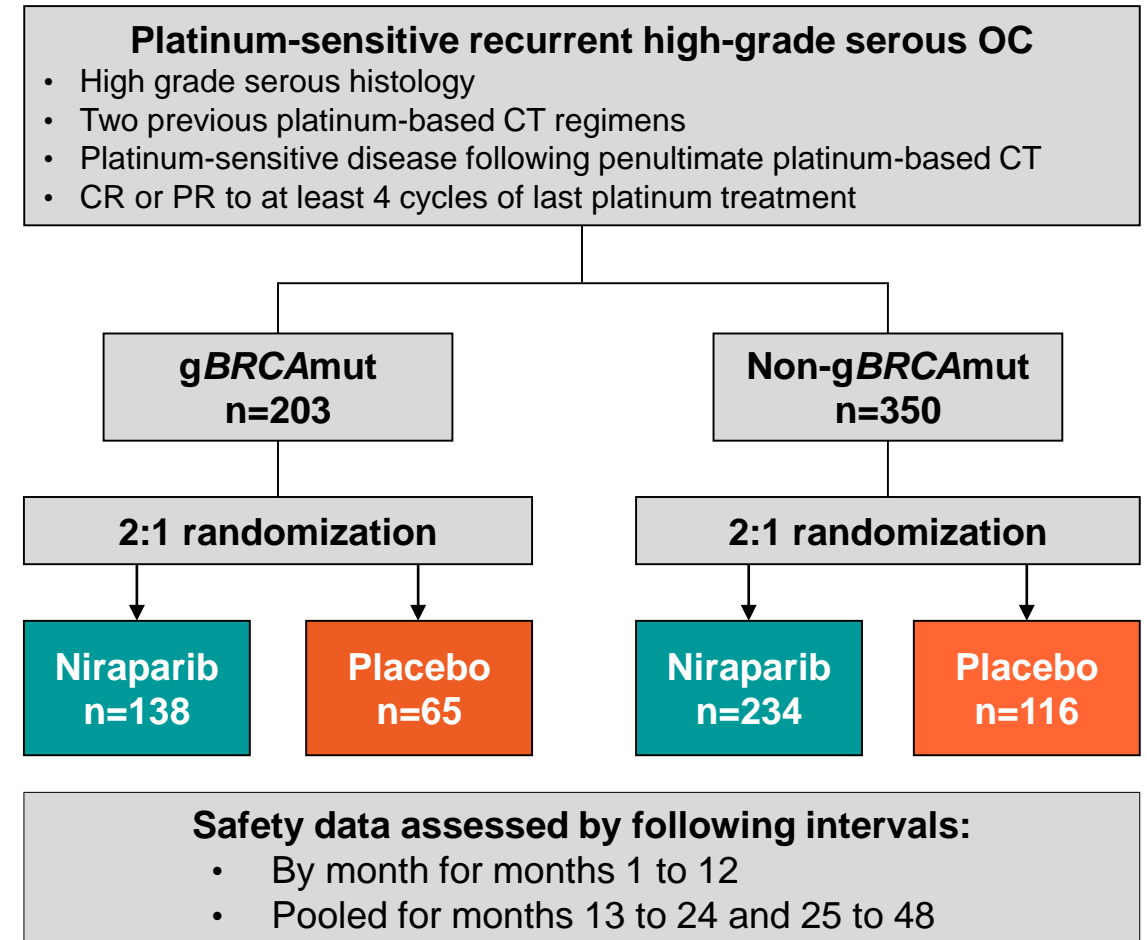 Platinum-sensitive recurrent high-grade serous OC
• High grade serous histology
• Two previous platinum-based CT regimens
• Platinum-sensitive disease following penultimate platinum-based CT
• CR or PR to at least 4 cycles of last platinum treatment
gBRCAmut
n=203
Non-gBRCAmut
n=350
2:1 randomization
2:1 randomization
Niraparib
n=138
Placebo
n=65
Niraparib
n=234
Placebo
n=116
Safety data assessed by following intervals:
• By month for months 1 to 12
• Pooled for months 13 to 24 and 25 to 48